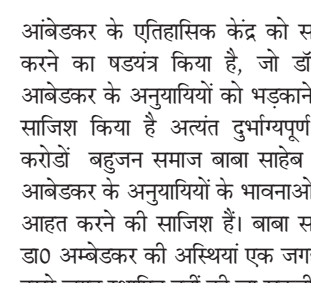 आंबेडकर के एतिहासिक केंद्र को
करने का षडयंत्र किया है, जो डॉ
आबेडकर के अनुयायियों को भड़काने
साजिश किया है अत्यंत दुर्भाग्यपूर्ण
करोडों बहुजन समाज बाबा साहेब
आबेडकर के अनुयायियों के भावनाओ
आहत करने की साजिश हैं। बाबा
डा0 अम्बेडकर की अस्थियां एक